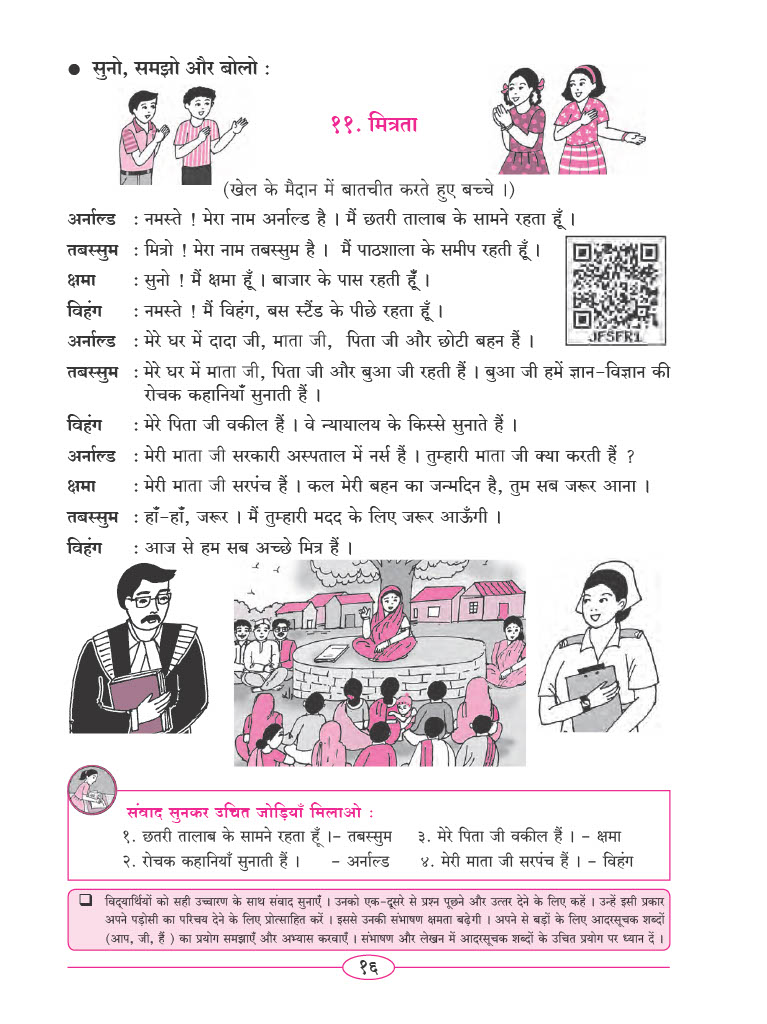 ● सुनो, समझो और बोलो :
११. मित्रता
(खेल के मैदान में बातचीत करते हुए बच्चे ।)
अर्नाल्ड : नमस्ते ! मेरा नाम अर्नाल्ड है । मैं छतरी तालाब के सामने रहता हूँ ।
तबस्सुम : मित्रो ! मेरा नाम तबस्सुम है । मैं पाठशाला के समीप रहती हूँ ।
क्षमा : सुनो ! मैं क्षमा हूँ । बाजार के पास रहती हूँ ।
विहंग : नमस्ते ! मैं विहंग, बस स्टैंड के पीछे रहता हूँ ।
JFSFR1
अर्नाल्ड : मेरे घर में दादा जी, माता जी, पिता जी और छोटी बहन हैं ।
तबस्सुम : मेरे घर में माता जी, पिता जी और बुआ जी रहती हैं । बुआ जी हमें ज्ञान-विज्ञान की
रोचक कहानियाँ सुनाती हैं ।
विहंग : मेरे पिता जी वकील हैं । वे न्यायालय के किस्से सुनाते हैं ।
अर्नाल्ड : मेरी माता जी सरकारी अस्पताल में नर्स हैं । तुम्हारी माता जी क्या करती हैं ?
क्षमा : मेरी माता जी सरपंच हैं । कल मेरी बहन का जन्मदिन है, तुम सब जरूर आना ।
तबस्सुम : हाँ-हाँ, जरूर । मैं तुम्हारी मदद के लिए जरूर आऊँगी ।
विहंग : आज से हम सब अच्छे मित्र हैं ।
संवाद सुनकर उचित जोड़ियाँ मिलाओ :
१. छतरी तालाब के सामने रहता हूँ ।– तबस्सुम ३. मेरे पिता जी वकील हैं । – क्षमा
२. रोचक कहानियाँ सुनाती हैं । – अर्नाल्ड ४. मेरी माता जी सरपंच हैं । – विहंग
❑ विद्यार्थियों को सही उच्चारण के साथ संवाद सुनाएँ । उनको एक-दूसरे से प्रश्न पूछने और उत्तर देने के लिए कहें । उन्हें इसी प्रकार
अपने पड़ोसी का परिचय देने के लिए प्रोत्साहित करें । इससे उनकी संभाषण क्षमता बढ़ेगी । अपने से बड़ों के लिए आदरसूचक शब्दों
(आप, जी, हैं ) का प्रयोग समझाएँ और अभ्यास करवाएँ । संभाषण और लेखन में आदरसूचक शब्दों के उचित प्रयोग पर ध्यान दें ।
१६